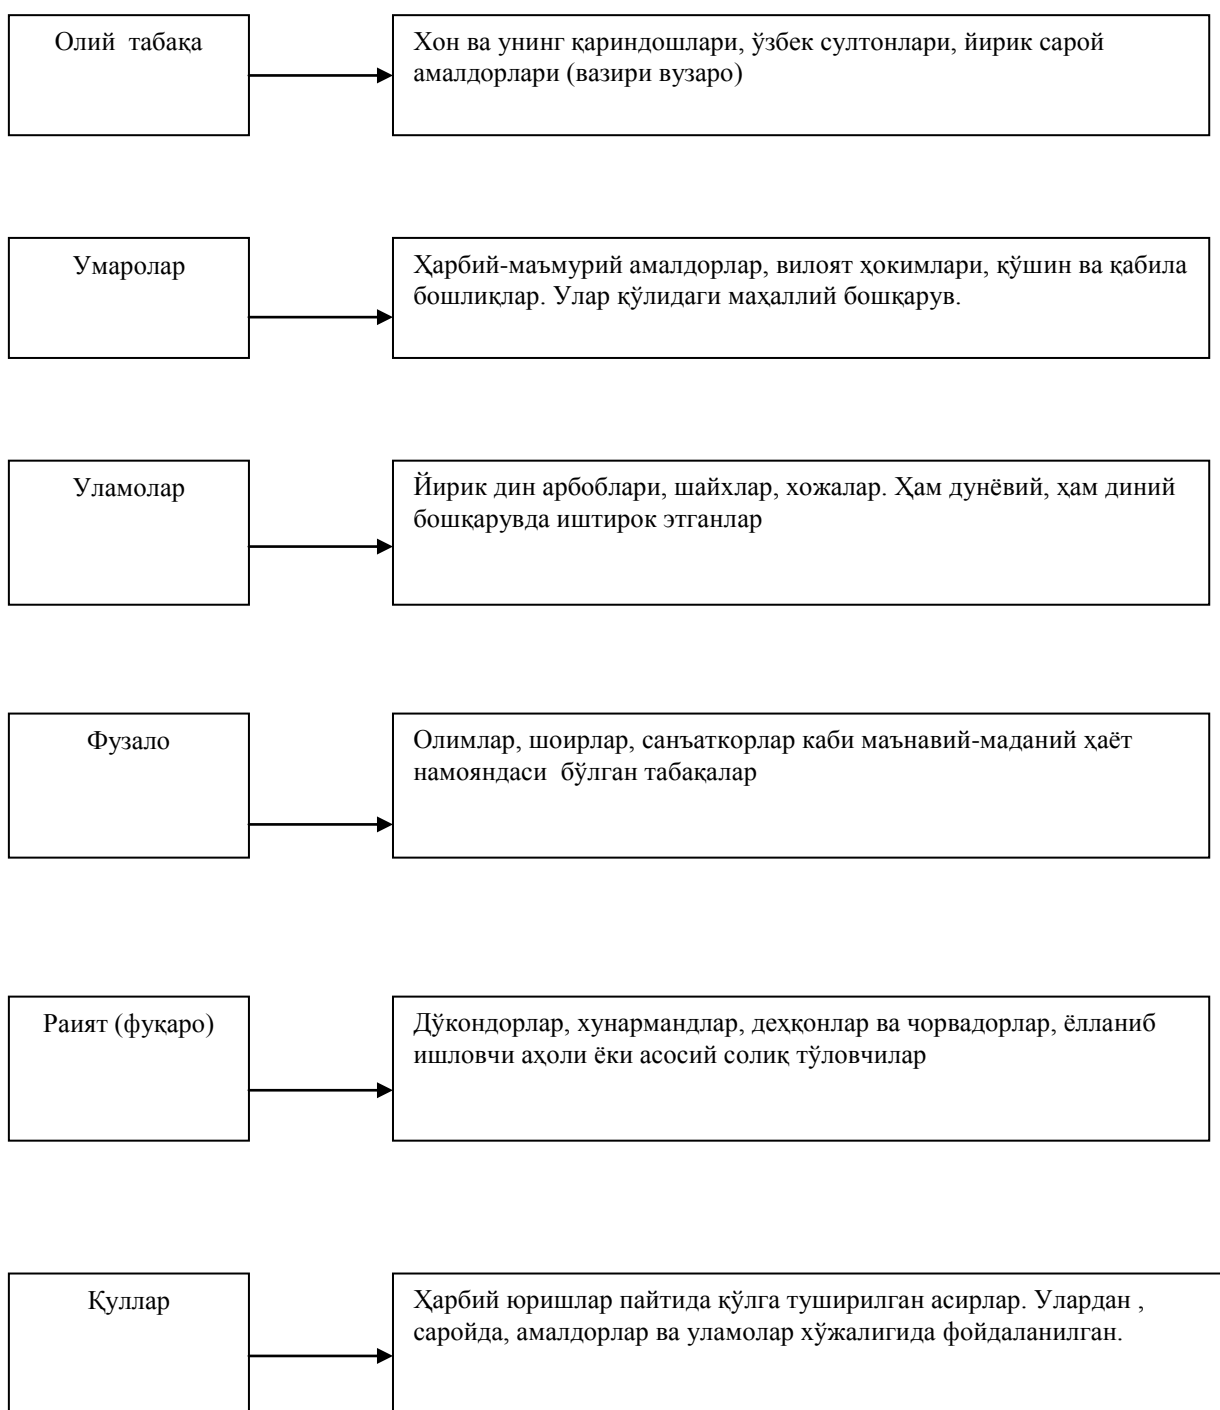 Олий табақа
Хон ва унинг қариндошлари, ўзбек султонлари, йирик сарой
амалдорлари (вазири вузаро)
Умаролар
Ҳарбий-маъмурий амалдорлар, вилоят ҳокимлари, қўшин ва қабила
бошлиқлар. Улар қўлидаги маҳаллий бошқарув.
Уламолар
Йирик дин арбоблари, шайхлар, хожалар. Ҳам дунёвий, ҳам диний
бошқарувда иштирок этганлар
Фузало
Олимлар, шоирлар, санъаткорлар каби маънавий-маданий ҳаёт
намояндаси бўлган табақалар
Раият (фуқаро)
Дўкондорлар, хунармандлар, деҳқонлар ва чорвадорлар, ёлланиб
ишловчи аҳоли ёки асосий солиқ тўловчилар
Қуллар
Ҳарбий юришлар пайтида қўлга туширилган асирлар. Улардан ,
саройда, амалдорлар ва уламолар хўжалигида фойдаланилган.